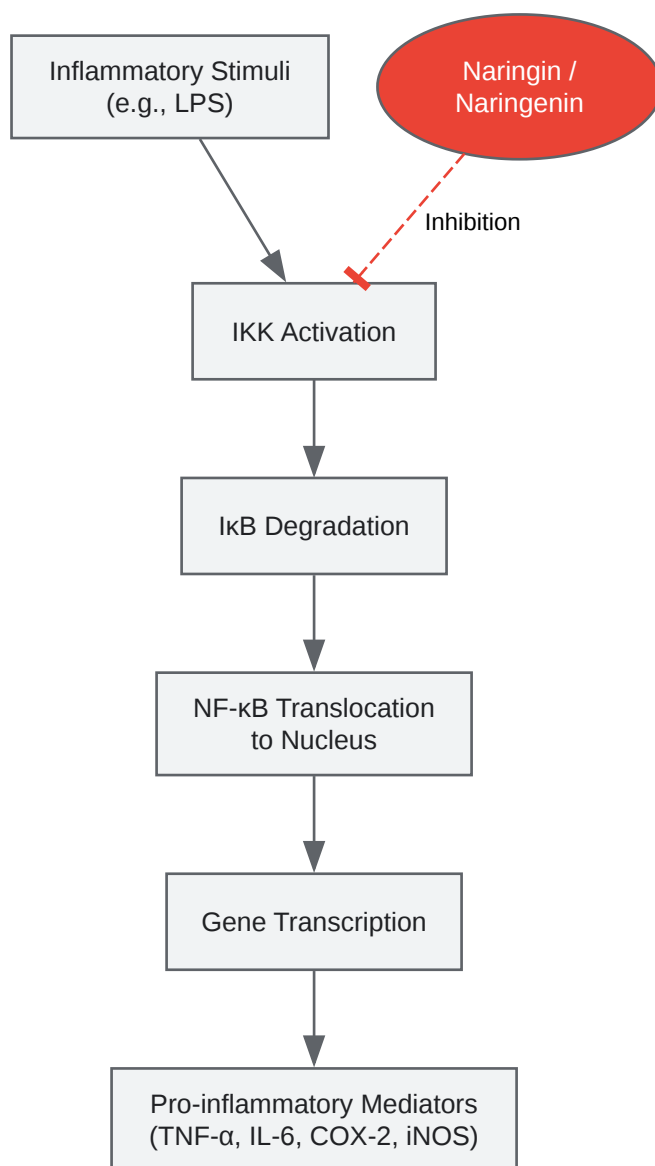 Inflammatory Stimuli
(e.g., LPS)
Naringin /
Naringenin
Inhibition
IKK Activation
IκB Degradation
NF-κB Translocation
to Nucleus
Gene Transcription
Pro-inflammatory Mediators
(TNF-α, IL-6, COX-2, iNOS)